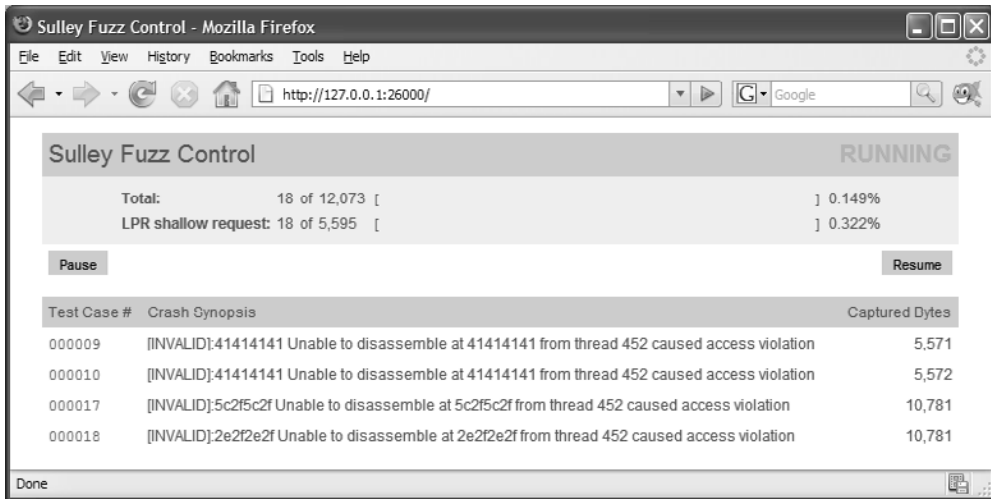 Sulley Fuzz Control - Mozilla Firefox
File Edit View History Bookmarks Tools Help
http://127.0.0.1:26000/ G Google
Sulley Fuzz Control RUNNING
Total: 18 of 12,073 [ ] 0.149%
LPR shallow request: 18 of 5,595 [ ] 0.322%
Pause Resume
Test Case # Crash Synopsis Captured Bytes
000009 [INVALID]:41414141 Unable to disassemble at 41414141 from thread 452 caused access violation 5,571
000010 [INVALID]:41414141 Unable to disassemble at 41414141 from thread 452 caused access violation 5,572
000017 [INVALID]:5c2f5c2f Unable to disassemble at 5c2f5c2f from thread 452 caused access violation 10,781
000018 [INVALID]:2e2f2e2f Unable to disassemble at 2e2f2e2f from thread 452 caused access violation 10,781
Done